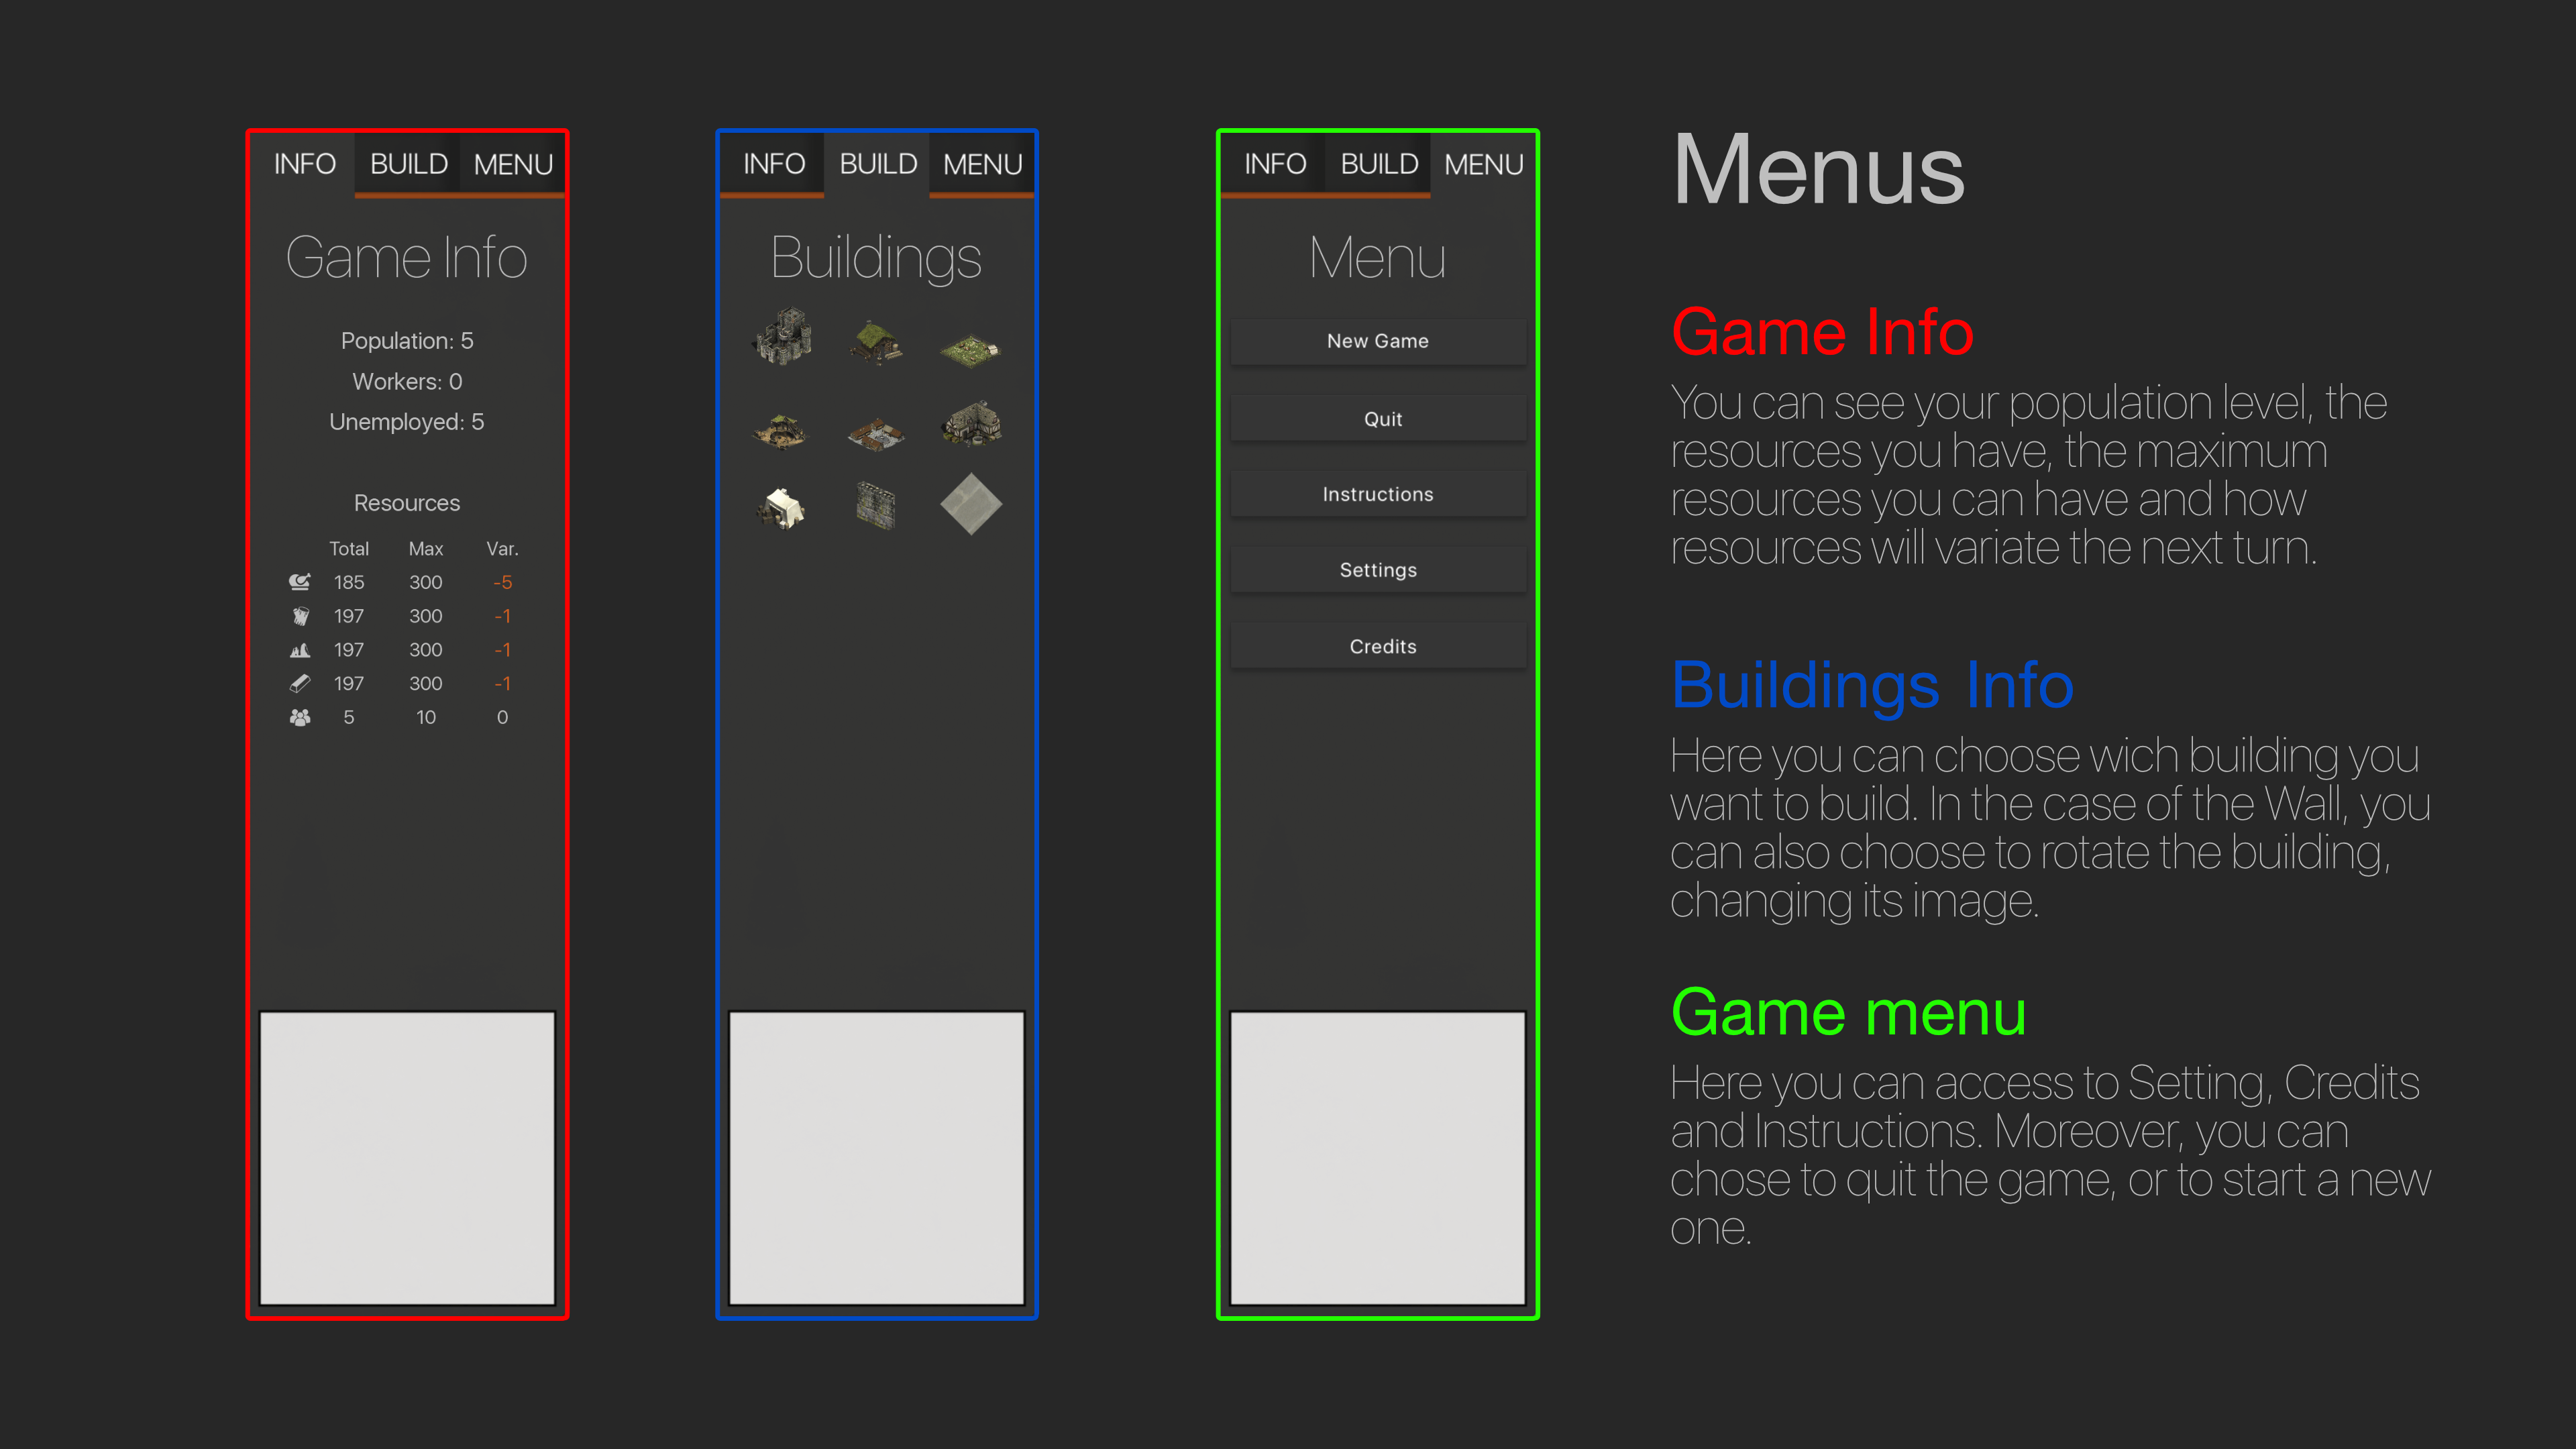 INFO BUILD MENU
Game Info
Population: 5
Workers: 0
Unemployed: 5
Resources
Total Max Var.
185 300 -5
197 300 -1
197 300 -1
197 300 -1
5 10 0
INFO BUILD MENU
Buildings
INFO BUILD MENU
Menu
New Game
Quit
Instructions
Settings
Credits
Menus
Game Info
You can see your population level, the
resources you have, the maximum
resources you can have and how
resources will variate the next turn.
Buildings Info
Here you can choose wich building you
want to build. In the case of the Wall, you
can also choose to rotate the building,
changing its image.
Game menu
Here you can access to Setting, Credits
and Instructions. Moreover, you can
chose to quit the game, or to start a new
one.